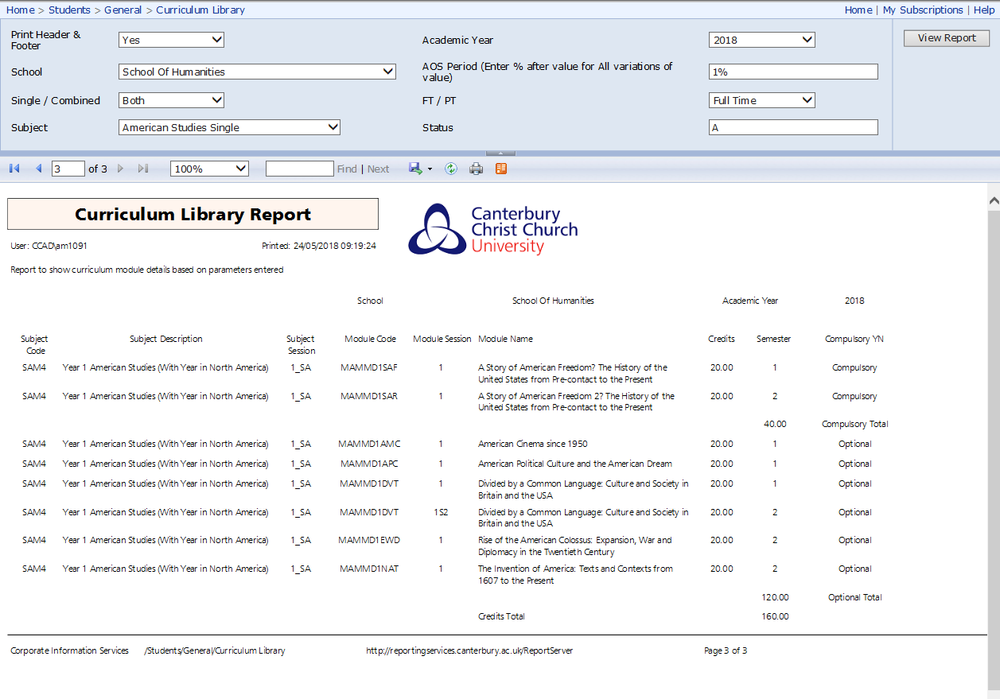 Home > Students > General > Curriculum Library
Home | My Subscriptions | Help
Print Header &
Footer
Yes
Academic Year
2018
View Report
School
School Of Humanities
AOS Period (Enter % after value for All variations of
value)
1%
Single / Combined
Both
FT / PT
Full Time
Subject
American Studies Single
Status
A
3 of 3
100%
Find | Next
Curriculum Library Report
Canterbury
Christ Church
University
User: CCAD\am1091
Printed: 24/05/2018 09:19:24
Report to show curriculum module details based on parameters entered
School School Of Humanities Academic Year 2018
Subject Subject Description Subject Module Code Module Session Module Name Credits Semester Compulsory YN
Code Session
SAM4 Year 1 American Studies (With Year in North America) 1_SA MAMMD1SAF 1 A Story of American Freedom? The History of the 20.00 1 Compulsory
United States from Pre-contact to the Present
SAM4 Year 1 American Studies (With Year in North America) 1_SA MAMMD1SAR 1 A Story of American Freedom 2? The History of the 20.00 2 Compulsory
United States from Pre-contact to the Present
40.00 Compulsory Total
SAM4 Year 1 American Studies (With Year in North America) 1_SA MAMMD1AMC 1 American Cinema since 1950 20.00 1 Optional
SAM4 Year 1 American Studies (With Year in North America) 1_SA MAMMD1APC 1 American Political Culture and the American Dream 20.00 1 Optional
SAM4 Year 1 American Studies (With Year in North America) 1_SA MAMMD1DVT 1 Divided by a Common Language: Culture and Society in 20.00 1 Optional
Britain and the USA
SAM4 Year 1 American Studies (With Year in North America) 1_SA MAMMD1DVT 1S2 Divided by a Common Language: Culture and Society in 20.00 2 Optional
Britain and the USA
SAM4 Year 1 American Studies (With Year in North America) 1_SA MAMMD1EWD 1 Rise of the American Colossus: Expansion, War and 20.00 2 Optional
Diplomacy in the Twentieth Century
SAM4 Year 1 American Studies (With Year in North America) 1_SA MAMMD1NAT 1 The Invention of America: Texts and Contexts from 20.00 2 Optional
1607 to the Present
120.00 Optional Total
Credits Total 160.00
Corporate Information Services /Students/General/Curriculum Library http://reportingservices.canterbury.ac.uk/ReportServer Page 3 of 3